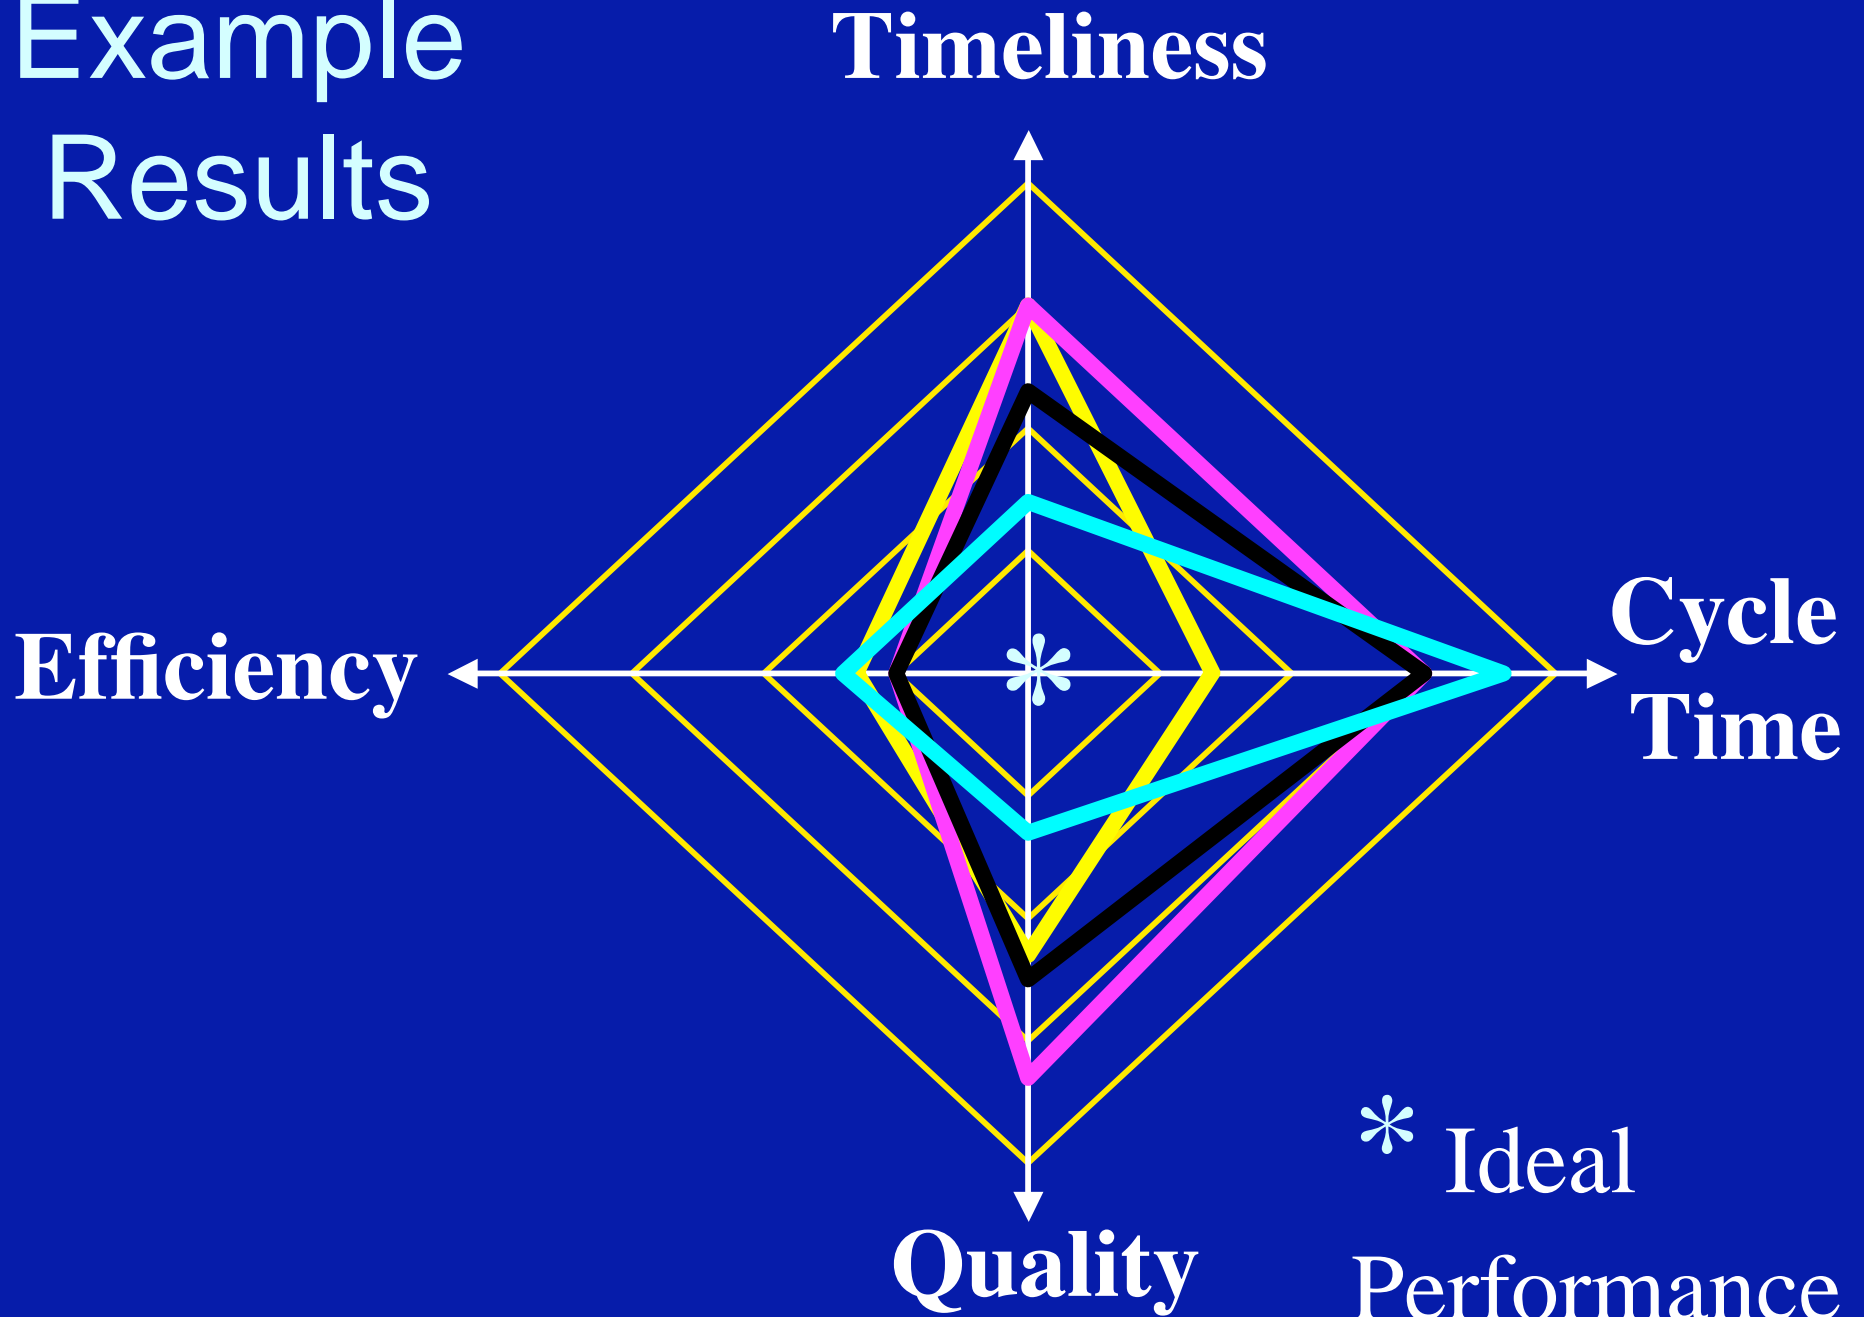 Example
Results
Timeliness
Efficiency
Cycle
Time
* Ideal
Performance
Quality